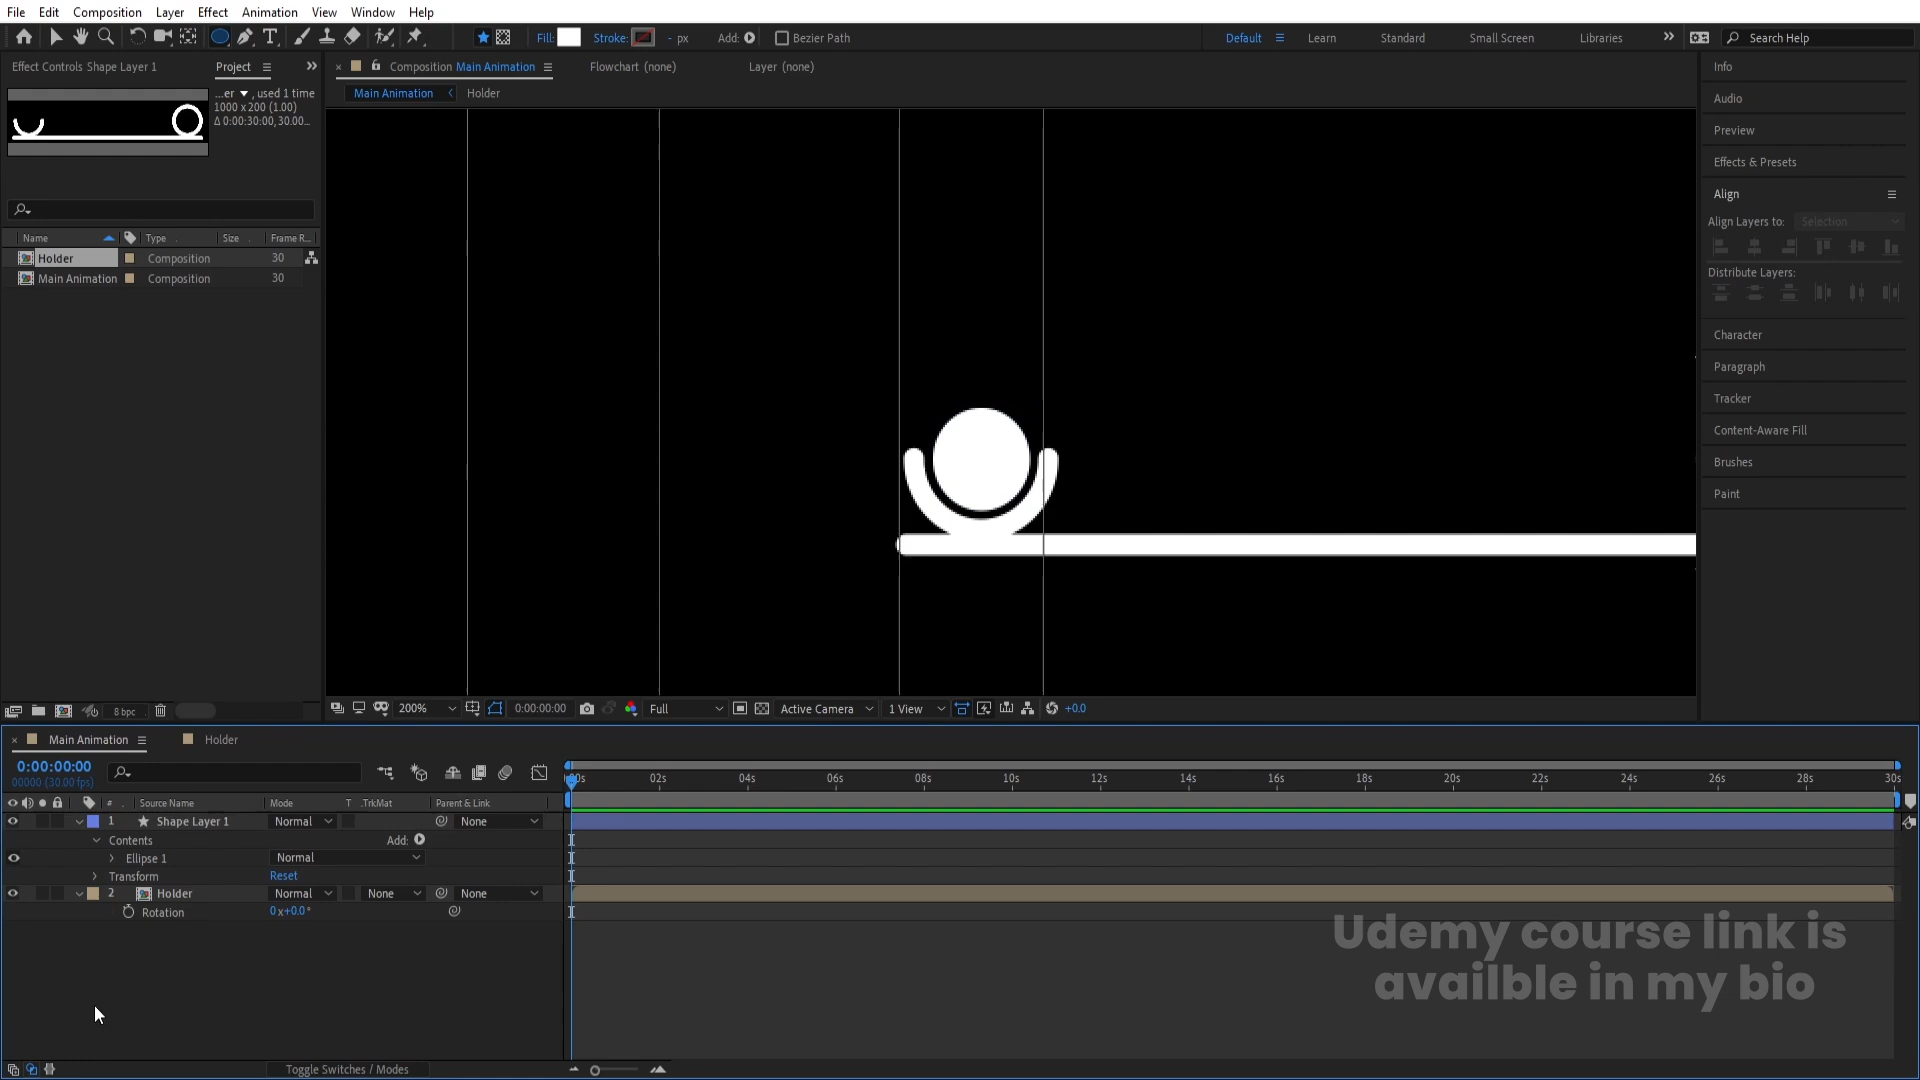 File Edit Composition Layer Effect Animation View Window Help
Fill: Stroke: - px Add: Bezier Path Default Learn Standard Small Screen Libraries Search Help
Effect Controls Shape Layer 1 Project
Composition Main Animation Flowchart (none) Layer (none)
Main Animation Holder
...er , used 1 time
1000 x 200 (1.00)
Δ 0:00:30:00, 30.00...
Name Type Size Frame R...
Holder Composition 30
Main Animation Composition 30
Info
Audio
Preview
Effects & Presets
Align
Align Layers to: Selection
Distribute Layers:
Character
Paragraph
Tracker
Content-Aware Fill
Brushes
Paint
8 bpc
200% 0:00:00:00 Full Active Camera 1 View +0.0
Main Animation Holder
0:00:00:00
00000 (30.00 fps)
00s 02s 04s 06s 08s 10s 12s 14s 16s 18s 20s 22s 24s 26s 28s 30s
# Source Name Mode T .TrkMat Parent & Link
1 Shape Layer 1 Normal None
Contents Add:
Ellipse 1 Normal
Transform Reset
2 Holder Normal None None
Rotation 0x+0.0°
Udemy course link is
availble in my bio
Toggle Switches / Modes